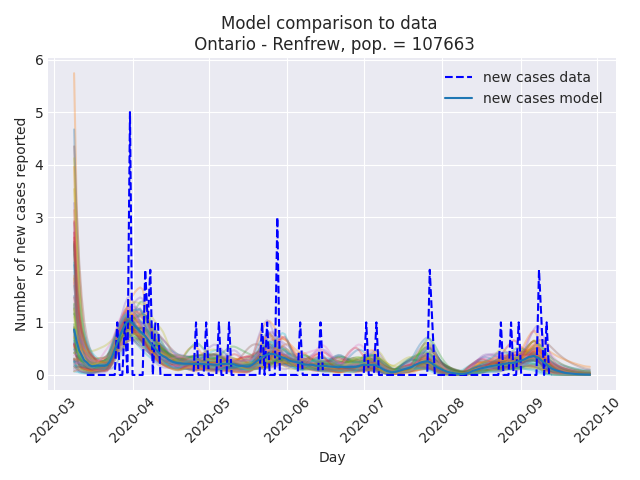 Model comparison to data
Ontario - Renfrew, pop. = 107663
new cases data
new cases model
Number of new cases reported
6
5
4
3
2
1
0
2020-03
2020-04
2020-05
2020-06
2020-07
2020-08
2020-09
2020-10
Day